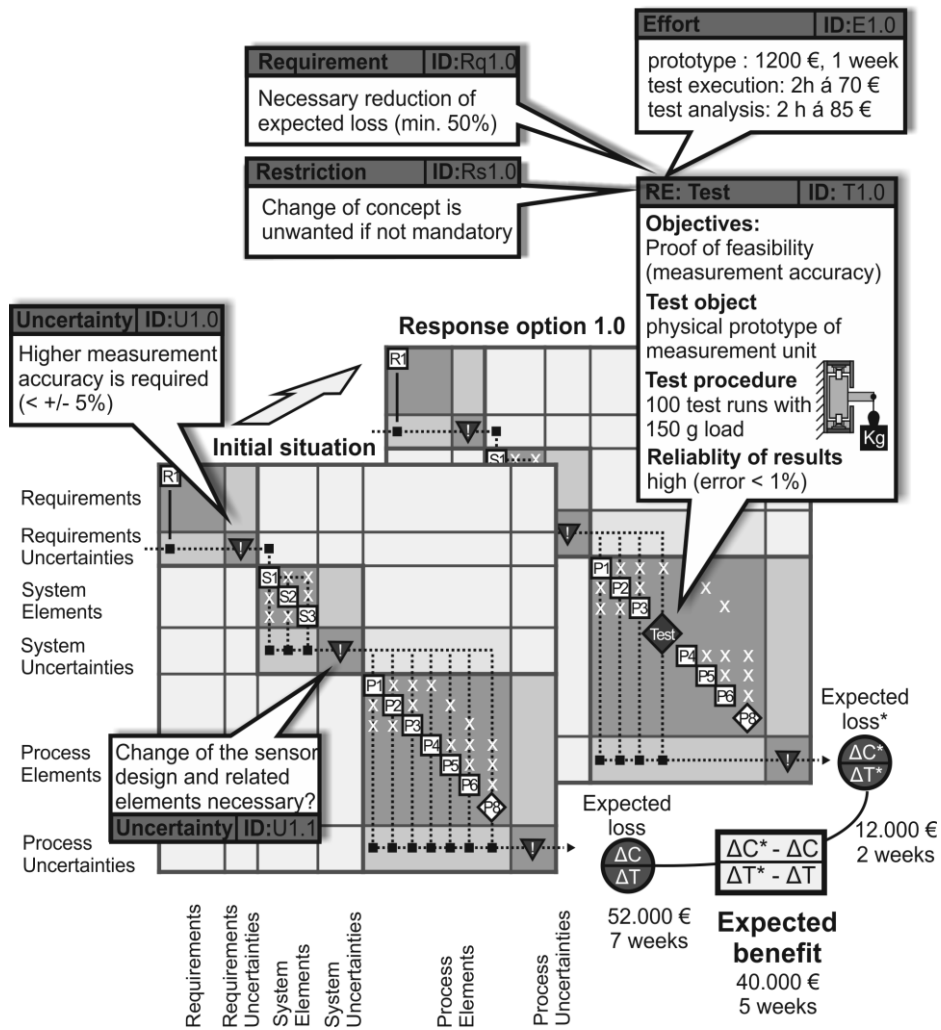 Effort ID:E1.0
prototype : 1200 €, 1 week
test execution: 2h á 70 €
test analysis: 2 h á 85 €
Requirement ID:Rq1.0
Necessary reduction of
expected loss (min. 50%)
Restriction ID:Rs1.0
Change of concept is
unwanted if not mandatory
RE: Test ID: T1.0
Objectives:
Proof of feasibility
(measurement accuracy)
Test object
physical prototype of
measurement unit
Test procedure
100 test runs with
150 g load
Kg
Reliablity of results
high (error < 1%)
Uncertainty ID:U1.0
Higher measurement
accuracy is required
(< +/- 5%)
Response option 1.0
R1
!
S1 X X
!
P1 X X X
X P2 X X
X X P3 X
Test
P4 X X
P5 X
P6 X
P8
!
Initial situation
R1
!
S1 X X
X S2 X
X X S3
!
P1 X X X
X P2 X X
X X P3 X
P4 X X
P5 X X
P6 X
P8
!
Requirements
Requirements
Uncertainties
System
Elements
System
Uncertainties
Process
Elements
Process
Uncertainties
Change of the sensor
design and related
elements necessary?
Uncertainty ID:U1.1
Expected
loss*
ΔC*
ΔT*
12.000 €
2 weeks
Expected
loss
ΔC
ΔT
52.000 €
7 weeks
ΔC* - ΔC
ΔT* - ΔT
Expected
benefit
40.000 €
5 weeks
Requirements
Requirements
Uncertainties
System
Elements
System
Uncertainties
Process
Elements
Process
Uncertainties